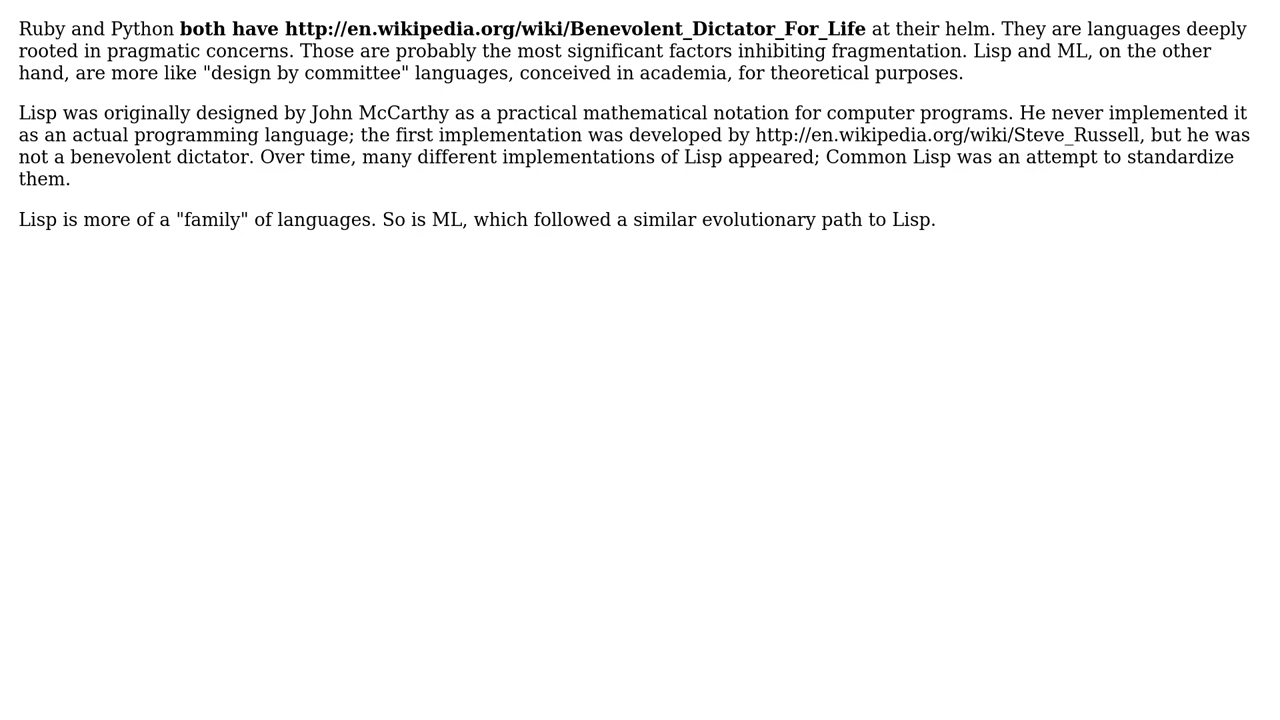 Ruby and Python both have http://en.wikipedia.org/wiki/Benevolent_Dictator_For_Life at their helm. They are languages deeply
rooted in pragmatic concerns. Those are probably the most significant factors inhibiting fragmentation. Lisp and ML, on the other
hand, are more like "design by committee" languages, conceived in academia, for theoretical purposes.
Lisp was originally designed by John McCarthy as a practical mathematical notation for computer programs. He never implemented it
as an actual programming language; the first implementation was developed by http://en.wikipedia.org/wiki/Steve_Russell, but he was
not a benevolent dictator. Over time, many different implementations of Lisp appeared; Common Lisp was an attempt to standardize
them.
Lisp is more of a "family" of languages. So is ML, which followed a similar evolutionary path to Lisp.